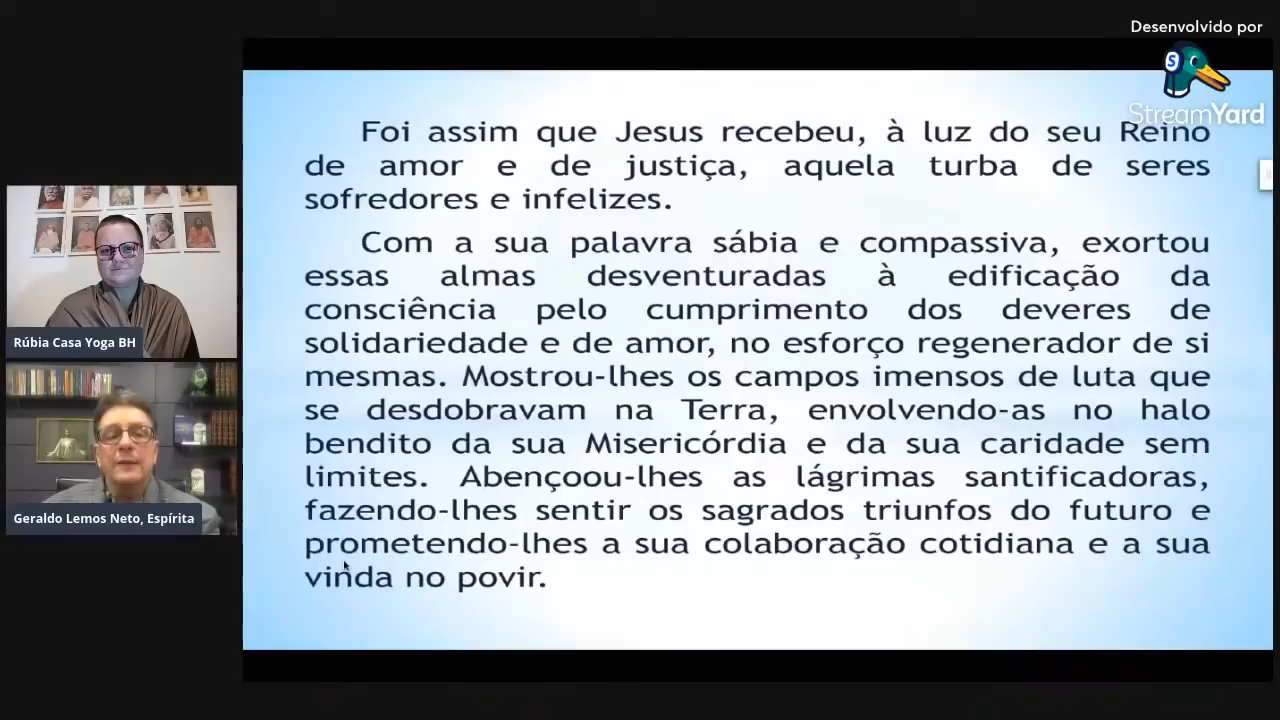 Desenvolvido por
S
StreamYard
Foi assim que Jesus recebeu, à luz do seu Reino
de amor e de justiça, aquela turba de seres
sofredores e infelizes.
Com a sua palavra sábia e compassiva, exortou
essas almas desventuradas à edificação da
consciência pelo cumprimento dos deveres de
solidariedade e de amor, no esforço regenerador de si
mesmas. Mostrou-lhes os campos imensos de luta que
se desdobravam na Terra, envolvendo-as no halo
bendito da sua Misericórdia e da sua caridade sem
limites. Abençoou-lhes as lágrimas santificadoras,
fazendo-lhes sentir os sagrados triunfos do futuro e
prometendo-lhes a sua colaboração cotidiana e a sua
vinda no povir.
Rúbia Casa Yoga BH
Geraldo Lemos Neto, Espírita